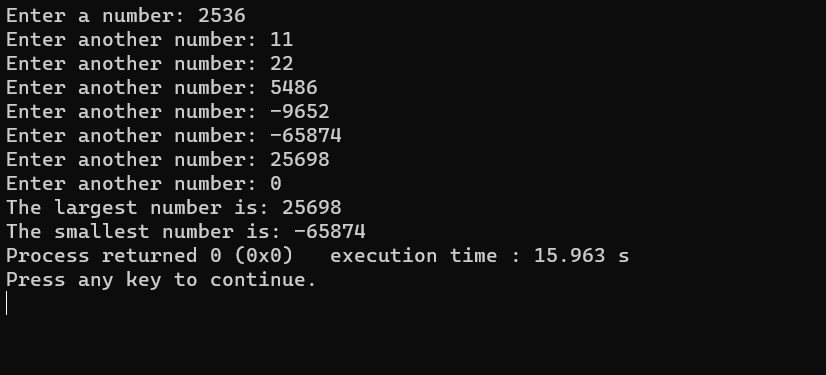 Enter a number: 2536
Enter another number: 11
Enter another number: 22
Enter another number: 5486
Enter another number: -9652
Enter another number: -65874
Enter another number: 25698
Enter another number: 0
The largest number is: 25698
The smallest number is: -65874
Process returned 0 (0x0)   execution time : 15.963 s
Press any key to continue.